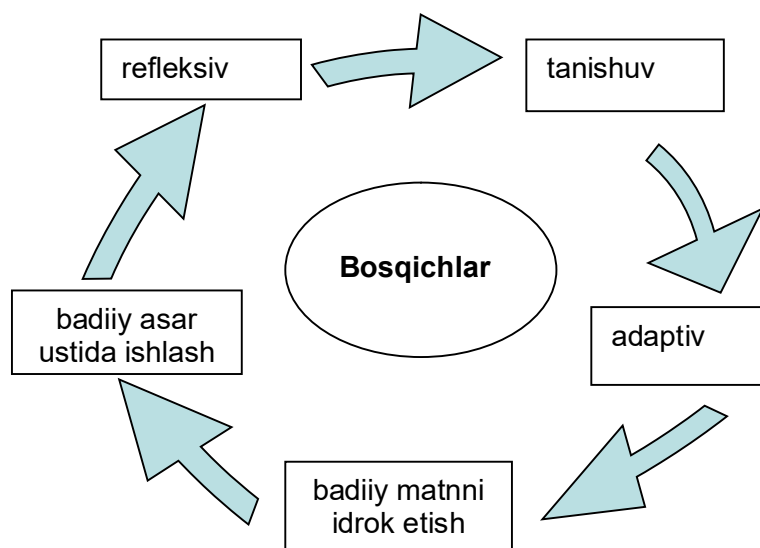 refleksiv
tanishuv
Bosqichlar
badiiy asar
ustida ishlash
adaptiv
badiiy matnni
idrok etish